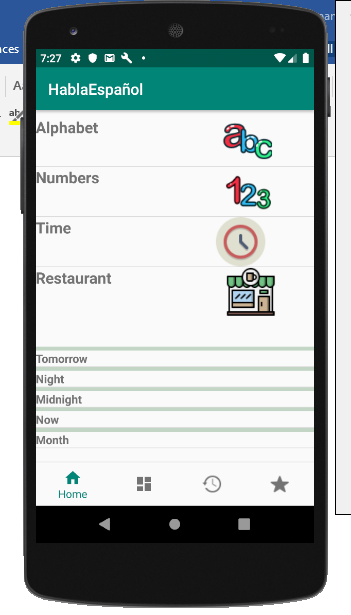 7:27
HablaEspañol
Alphabet
abc
Numbers
123
Time
Restaurant
Tomorrow
Night
Midnight
Now
Month
Home